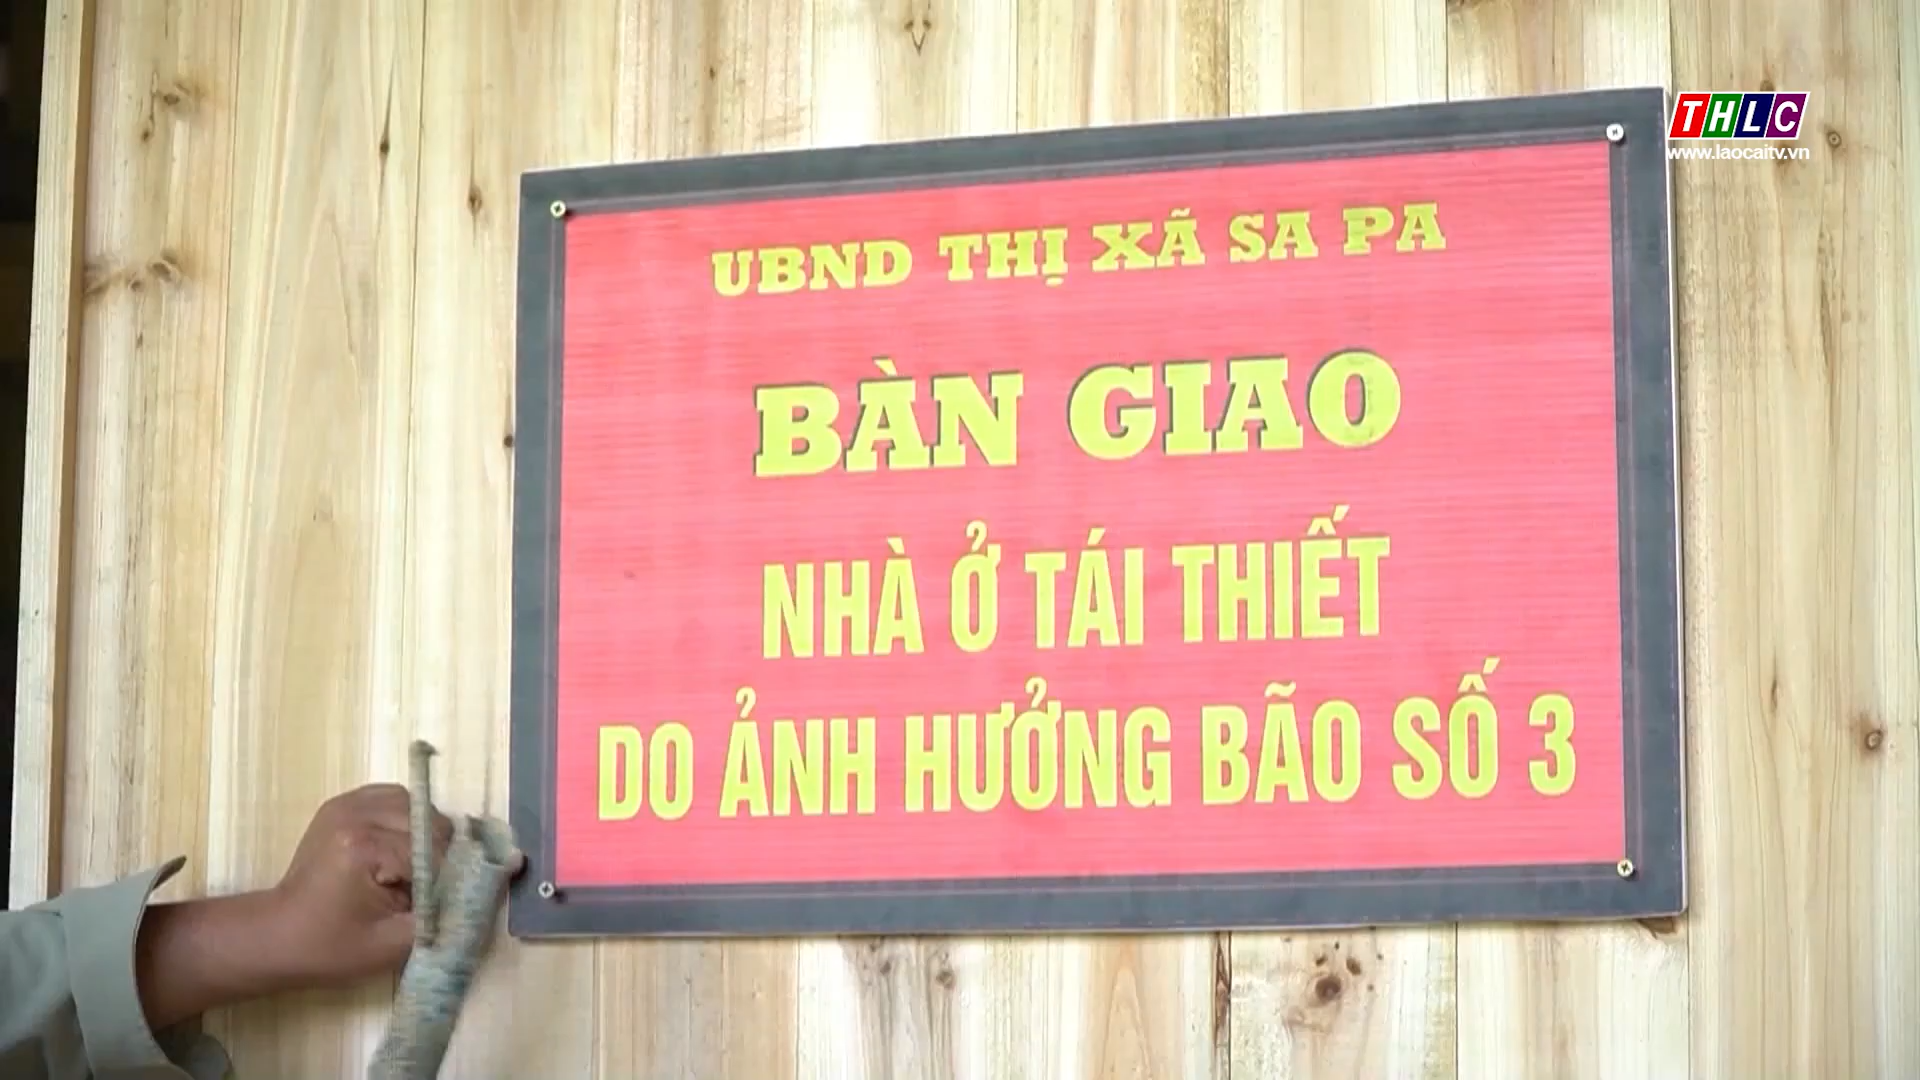 THLC
www.laocaitv.vn
UBND THỊ XÃ SA PA
BÀN GIAO
NHÀ Ở TÁI THIẾT
DO ẢNH HƯỞNG BÃO SỐ 3